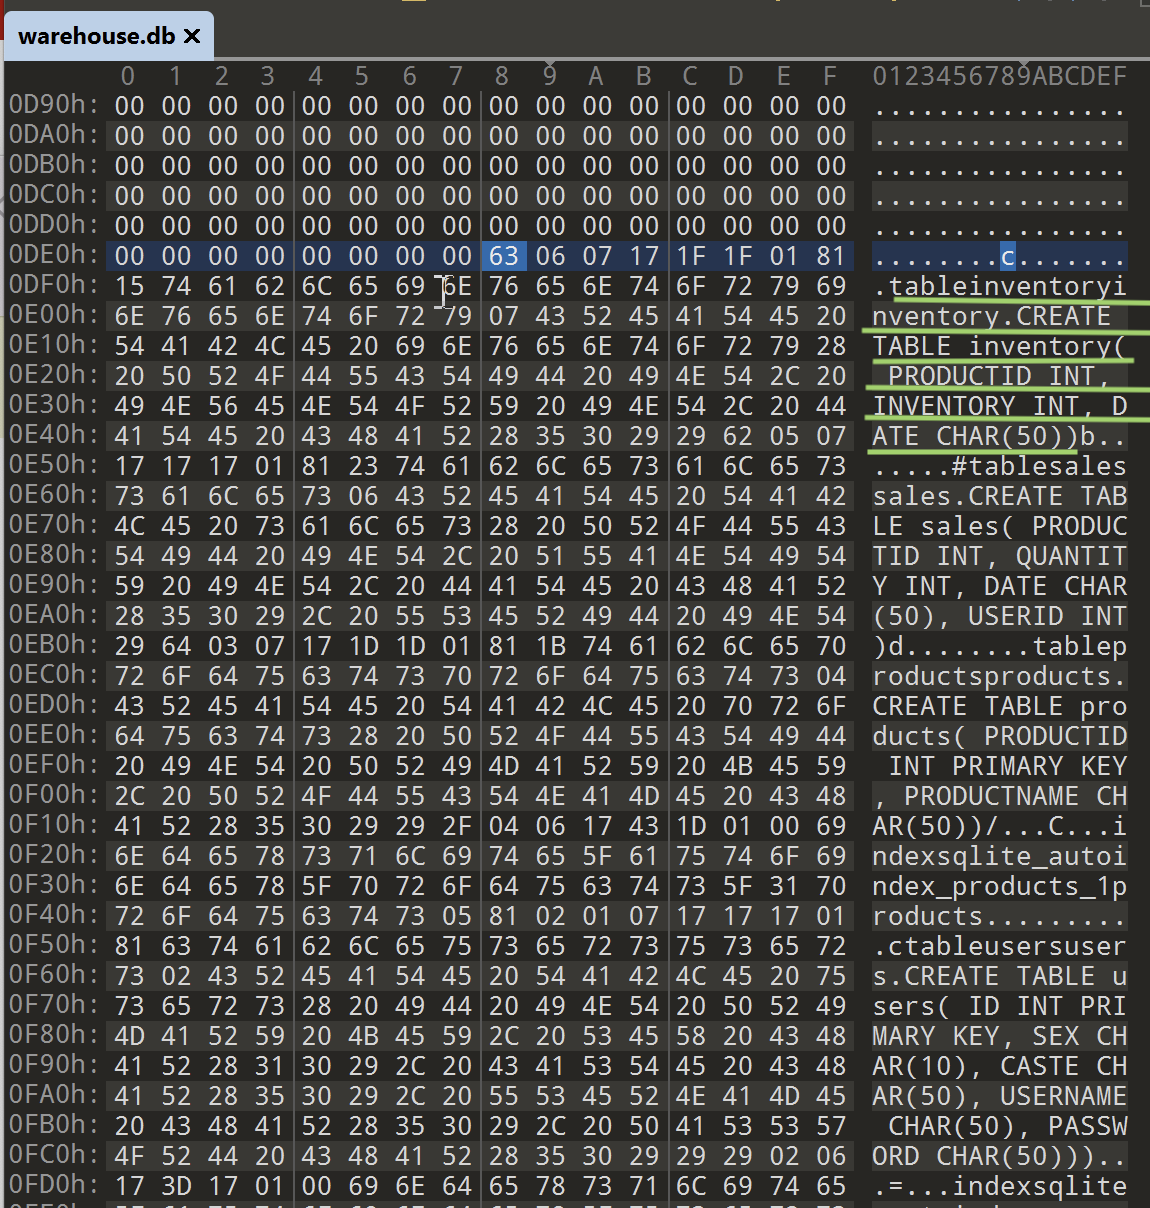 warehouse.db ×
0 1 2 3 4 5 6 7 8 9 A B C D E F 0123456789ABCDEF
0D90h: 00 00 00 00 00 00 00 00 00 00 00 00 00 00 00 00 ................
0DA0h: 00 00 00 00 00 00 00 00 00 00 00 00 00 00 00 00 ................
0DB0h: 00 00 00 00 00 00 00 00 00 00 00 00 00 00 00 00 ................
0DC0h: 00 00 00 00 00 00 00 00 00 00 00 00 00 00 00 00 ................
0DD0h: 00 00 00 00 00 00 00 00 00 00 00 00 00 00 00 00 ................
0DE0h: 00 00 00 00 00 00 00 00 63 06 07 17 1F 1F 01 81 ........c.......
0DF0h: 15 74 61 62 6C 65 69 6E 76 65 6E 74 6F 72 79 69 .tableinventoryi
0E00h: 6E 76 65 6E 74 6F 72 79 07 43 52 45 41 54 45 20 nventory.CREATE
0E10h: 54 41 42 4C 45 20 69 6E 76 65 6E 74 6F 72 79 28 TABLE inventory(
0E20h: 20 50 52 4F 44 55 43 54 49 44 20 49 4E 54 2C 20 PRODUCTID INT,
0E30h: 49 4E 56 45 4E 54 4F 52 59 20 49 4E 54 2C 20 44 INVENTORY INT, D
0E40h: 41 54 45 20 43 48 41 52 28 35 30 29 29 62 05 07 ATE CHAR(50))b..
0E50h: 17 17 17 01 81 23 74 61 62 6C 65 73 61 6C 65 73 .....#tablesales
0E60h: 73 61 6C 65 73 06 43 52 45 41 54 45 20 54 41 42 sales.CREATE TAB
0E70h: 4C 45 20 73 61 6C 65 73 28 20 50 52 4F 44 55 43 LE sales( PRODUC
0E80h: 54 49 44 20 49 4E 54 2C 20 51 55 41 4E 54 49 54 TID INT, QUANTIT
0E90h: 59 20 49 4E 54 2C 20 44 41 54 45 20 43 48 41 52 Y INT, DATE CHAR
0EA0h: 28 35 30 29 2C 20 55 53 45 52 49 44 20 49 4E 54 (50), USERID INT
0EB0h: 29 64 03 07 17 1D 1D 01 81 1B 74 61 62 6C 65 70 )d........tablep
0EC0h: 72 6F 64 75 63 74 73 70 72 6F 64 75 63 74 73 04 roductsproducts.
0ED0h: 43 52 45 41 54 45 20 54 41 42 4C 45 20 70 72 6F CREATE TABLE pro
0EE0h: 64 75 63 74 73 28 20 50 52 4F 44 55 43 54 49 44 ducts( PRODUCTID
0EF0h: 20 49 4E 54 20 50 52 49 4D 41 52 59 20 4B 45 59 INT PRIMARY KEY
0F00h: 2C 20 50 52 4F 44 55 43 54 4E 41 4D 45 20 43 48 , PRODUCTNAME CH
0F10h: 41 52 28 35 30 29 29 2F 04 06 17 43 1D 01 00 69 AR(50))/...C...i
0F20h: 6E 64 65 78 73 71 6C 69 74 65 5F 61 75 74 6F 69 ndexsqlite_autoi
0F30h: 6E 64 65 78 5F 70 72 6F 64 75 63 74 73 5F 31 70 ndex_products_1p
0F40h: 72 6F 64 75 63 74 73 05 81 02 01 07 17 17 17 01 roducts.........
0F50h: 81 63 74 61 62 6C 65 75 73 65 72 73 75 73 65 72 .ctableusersuser
0F60h: 73 02 43 52 45 41 54 45 20 54 41 42 4C 45 20 75 s.CREATE TABLE u
0F70h: 73 65 72 73 28 20 49 44 20 49 4E 54 20 50 52 49 sers( ID INT PRI
0F80h: 4D 41 52 59 20 4B 45 59 2C 20 53 45 58 20 43 48 MARY KEY, SEX CH
0F90h: 41 52 28 31 30 29 2C 20 43 41 53 54 45 20 43 48 AR(10), CASTE CH
0FA0h: 41 52 28 35 30 29 2C 20 55 53 45 52 4E 41 4D 45 AR(50), USERNAME
0FB0h: 20 43 48 41 52 28 35 30 29 2C 20 50 41 53 53 57 CHAR(50), PASSW
0FC0h: 4F 52 44 20 43 48 41 52 28 35 30 29 29 29 02 06 ORD CHAR(50)))..
0FD0h: 17 3D 17 01 00 69 6E 64 65 78 73 71 6C 69 74 65 .=...indexsqlite